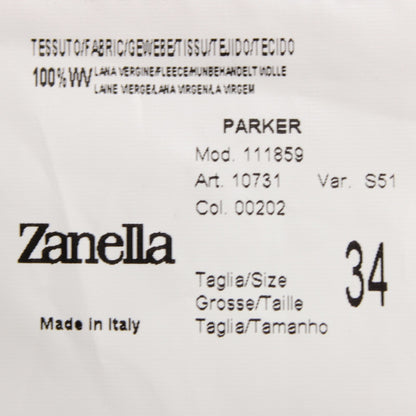 TESSUTO/FABRIC/GEWEBE/TISSU/TEJIDO/TECIDO
100%WV LANA VERGINE/FLEECE/HUNBEHANDELT WOLLE
LAINE VIERGE/LANA VIRGEN/LA VIRGEM
PARKER
Mod. 111859
Art. 10731 Var. S51
Col. 00202
Zanella
34
Taglia/Size
Grosse/Taille
Taglia/Tamanho
Made in Italy